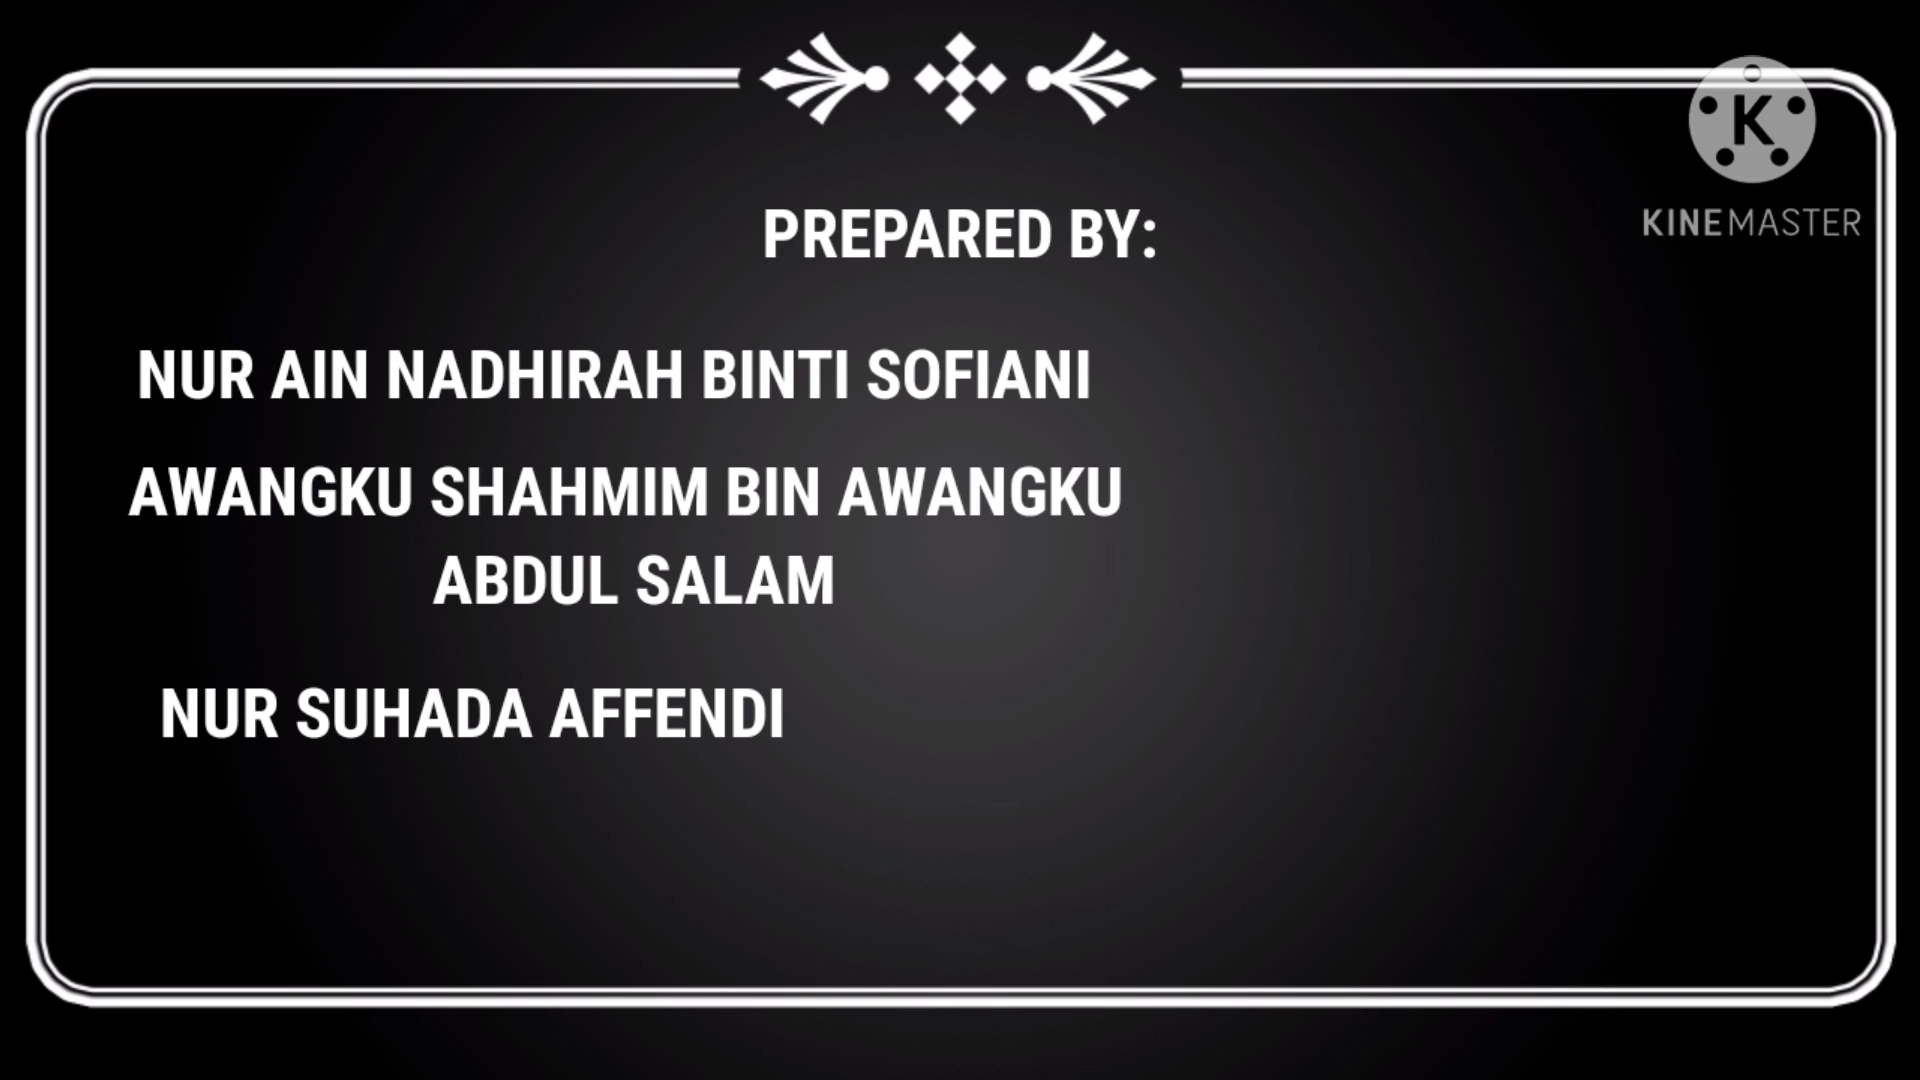 PREPARED BY:
K
KINEMASTER
NUR AIN NADHIRAH BINTI SOFIANI
AWANGKU SHAHMIM BIN AWANGKU
ABDUL SALAM
NUR SUHADA AFFENDI